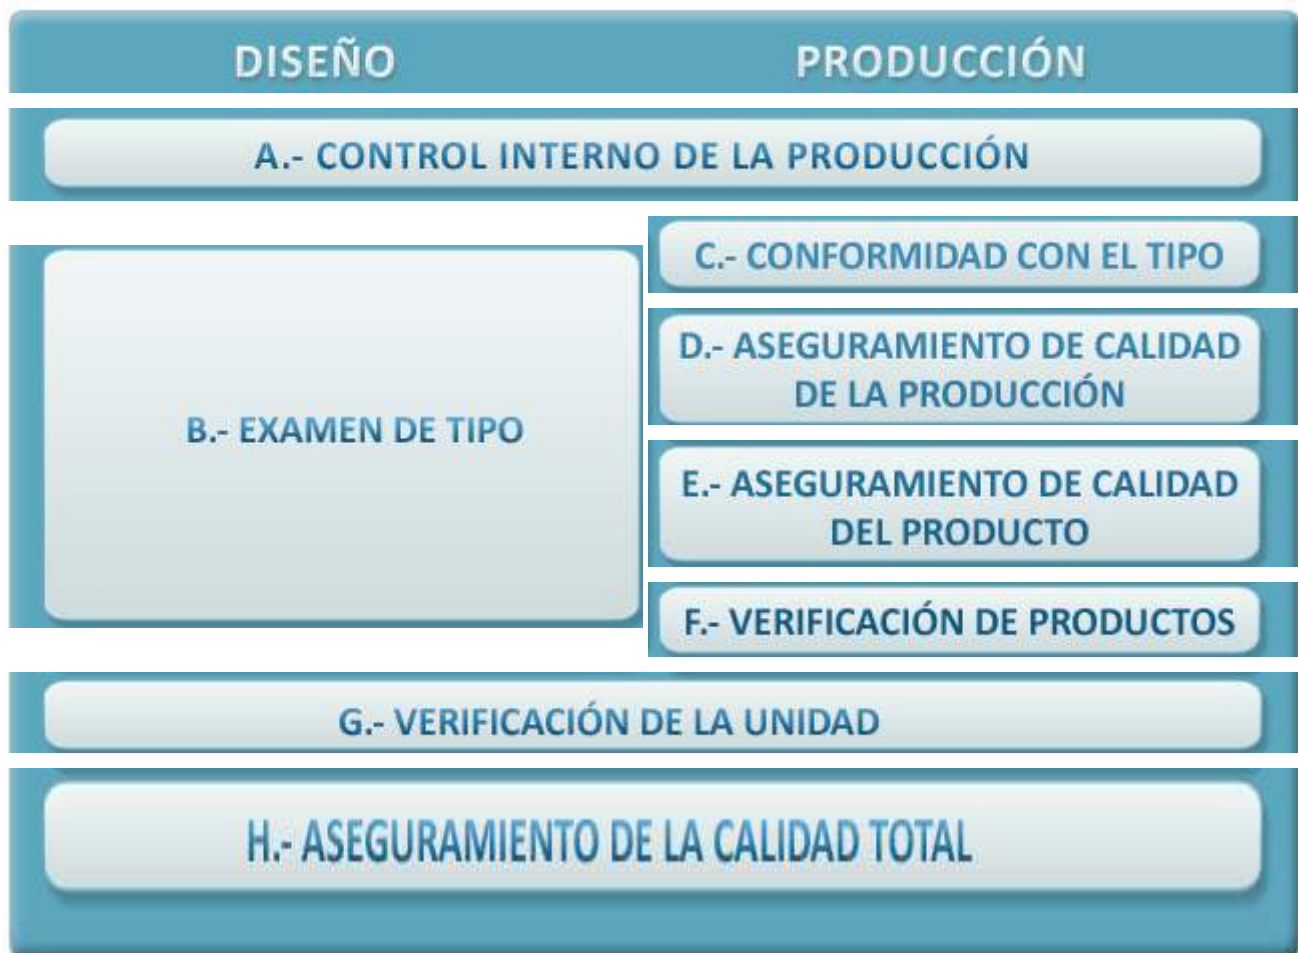 DISEÑO PRODUCCIÓN
A.- CONTROL INTERNO DE LA PRODUCCIÓN
B.- EXAMEN DE TIPO
C.- CONFORMIDAD CON EL TIPO
D.- ASEGURAMIENTO DE CALIDAD
DE LA PRODUCCIÓN
E.- ASEGURAMIENTO DE CALIDAD
DEL PRODUCTO
F.- VERIFICACIÓN DE PRODUCTOS
G.- VERIFICACIÓN DE LA UNIDAD
H.- ASEGURAMIENTO DE LA CALIDAD TOTAL